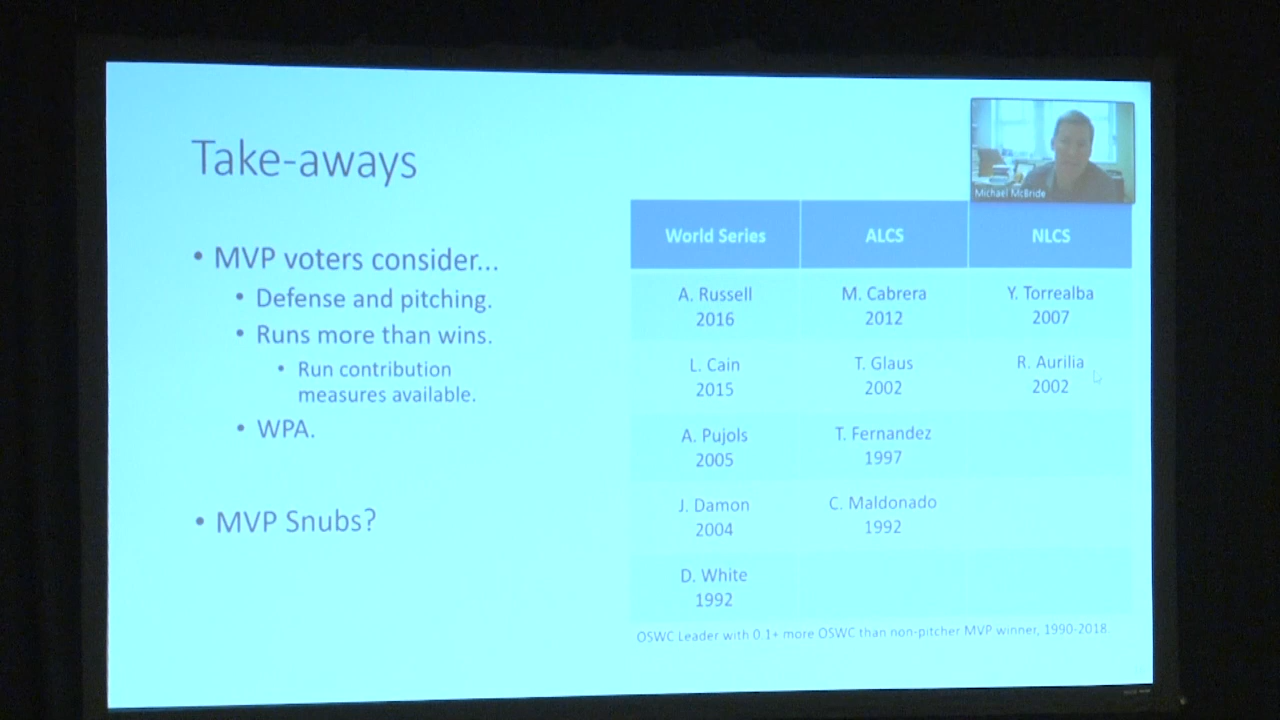 Take-aways
• MVP voters consider...
• Defense and pitching.
• Runs more than wins.
• Run contribution
measures available.
• WPA.
• MVP Snubs?
Michael McBride
World Series ALCS NLCS
A. Russell M. Cabrera Y. Torrealba
2016 2012 2007
L. Cain T. Glaus R. Aurilia
2015 2002 2002
A. Pujols T. Fernandez
2005 1997
J. Damon C. Maldonado
2004 1992
D. White
1992
OSWC Leader with 0.1+ more OSWC than non-pitcher MVP winner, 1990-2018.